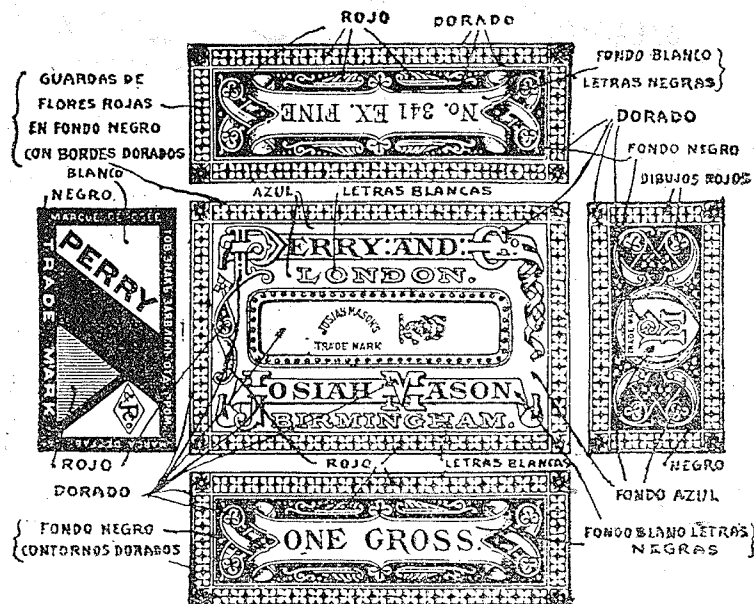 ROJO DORADO
GUARDAS DE
FLORES ROJAS
EN FONDO NEGRO
CON BORDES DORADOS
FONDO BLANCO
LETRAS NEGRAS
No. 341 EX. FINE
DORADO
FONDO NEGRO
DIBUJOS ROJOS
BLANCO
NEGRO
AZUL LETRAS BLANCAS
MARQUE DEPOSEE
TRADE MARK
PERRY
PERRY AND Co.
LONDON.
JOSIAH MASON'S
TRADE MARK
JOSIAH MASON
BIRMINGHAM.
M
ROJO
DORADO
ROJO LETRAS BLANCAS
NEGRO
FONDO AZUL
FONDO NEGRO
CONTORNOS DORADOS
ONE GROSS.
FONDO BLANO LETRAS
NEGRAS